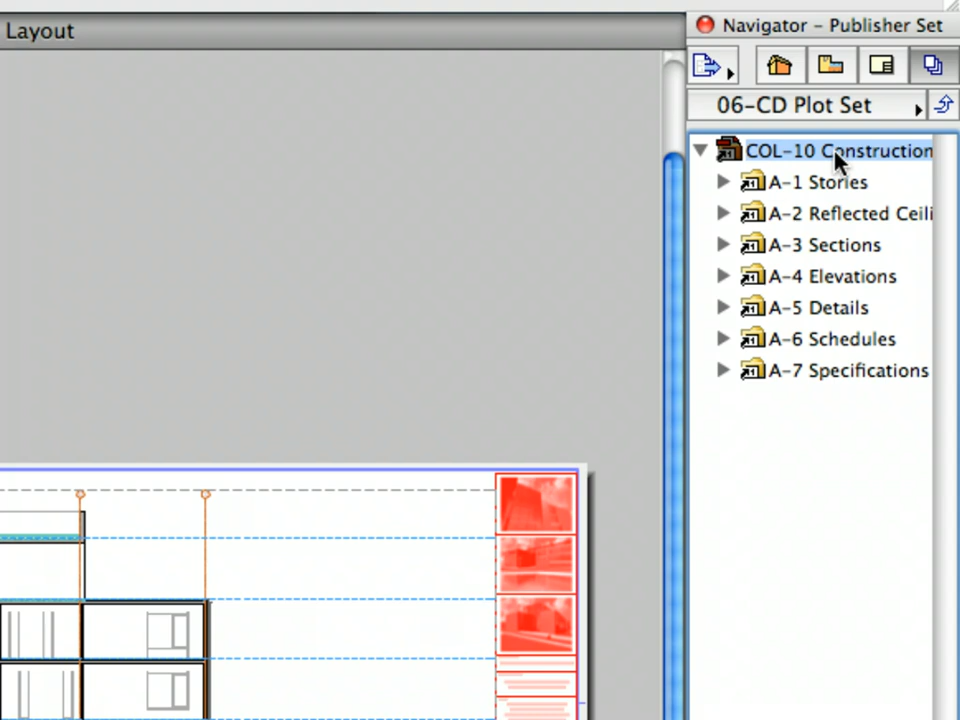 Layout
Navigator - Publisher Set
06-CD Plot Set
COL-10 Construction
A-1 Stories
A-2 Reflected Ceili
A-3 Sections
A-4 Elevations
A-5 Details
A-6 Schedules
A-7 Specifications